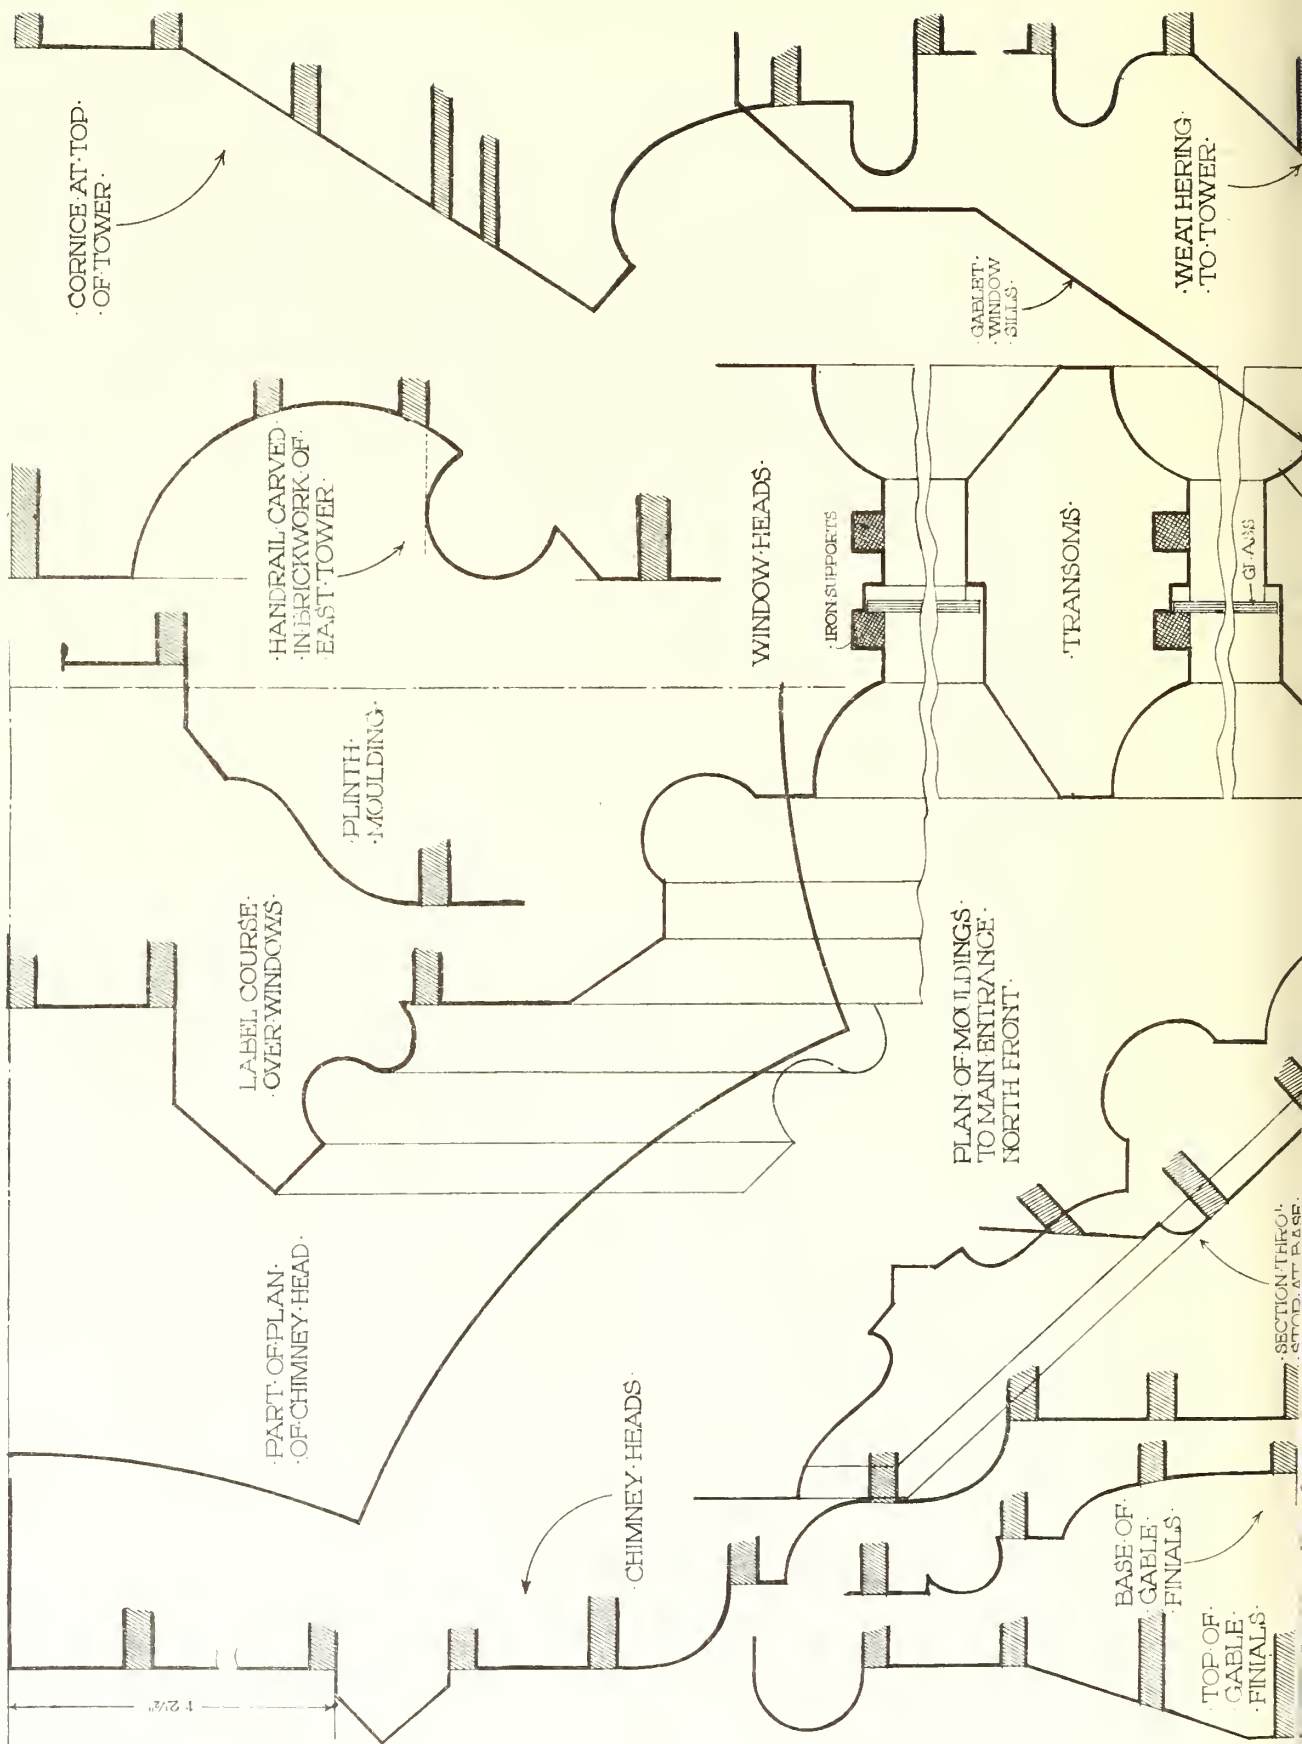 ·CORNICE·AT·TOP·
·OF·TOWER·
·HANDRAIL·CARVED·
·IN·BRICKWORK·OF·
·EAST·TOWER·
·PLINTH·
·MOULDING·
LABEL COURSE·
·OVER·WINDOWS·
·PART·OF·PLAN·
·OF·CHIMNEY·HEAD·
1' 2½"
·CHIMNEY·HEADS·
WINDOW·HEADS·
·IRON·SUPPORTS
·TRANSOMS·
GLASS
·GABLET·
·WINDOW
SILLS·
·WEATHERING·
·TO·TOWER·
PLAN·OF·MOULDINGS·
TO MAIN ENTRANCE
NORTH FRONT·
·SECTION·THRO'·
·STOP·AT·BASE·
BASE·OF·
GABLE·
·FINIALS·
TOP·OF·
GABLE·
·FINIALS·